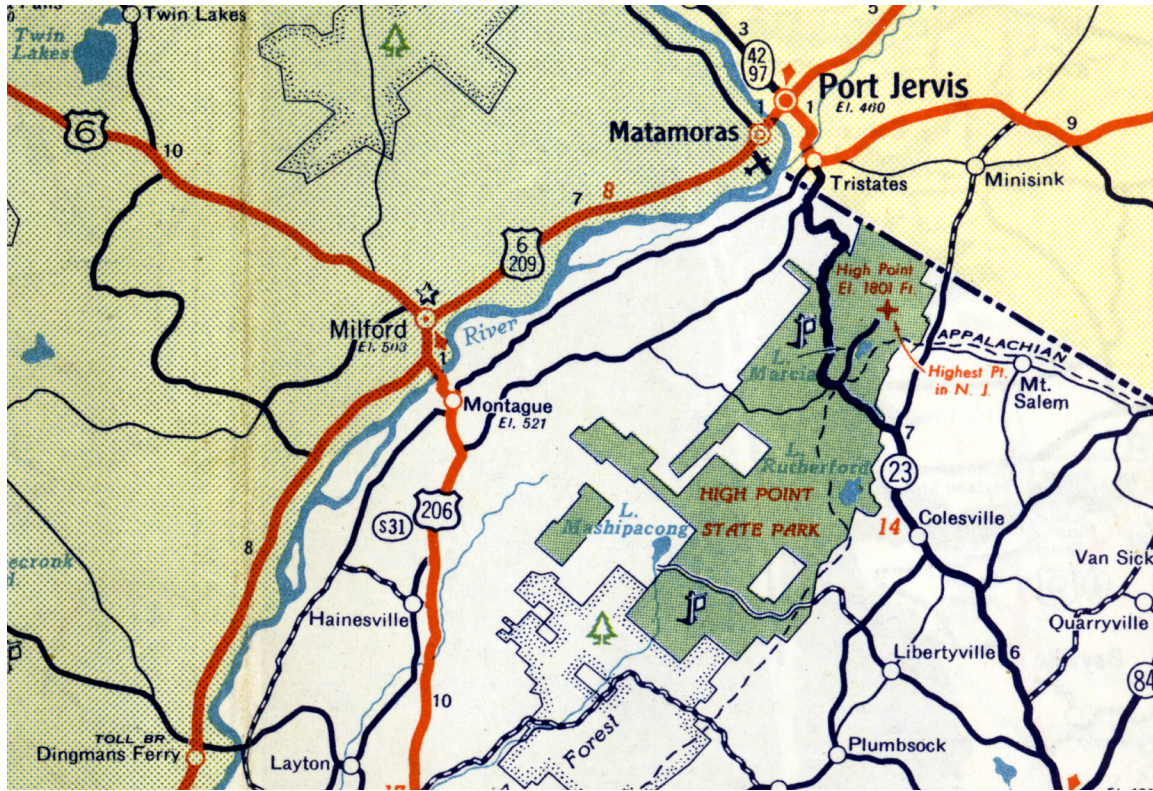 Twin Lakes
Twin
Lakes
3
5
42
97
Port Jervis
El. 460
1
1
Matamoras
9
6
10
Tristates
Minisink
8
7
6
209
High Point
El. 1801 Ft
Milford
El. 503
River
1
L.
Marcia
APPALACHIAN
Highest Pt.
in N. J.
Mt.
Salem
Montague
El. 521
7
L.
Rutherford
23
HIGH POINT
STATE PARK
206
S31
L.
Mashipacong
14
Colesville
8
Van Sick
Hainesville
Quarryville
Libertyville
6
84
10
Forest
TOLL BR.
Dingmans Ferry
Layton
Plumbsock
17